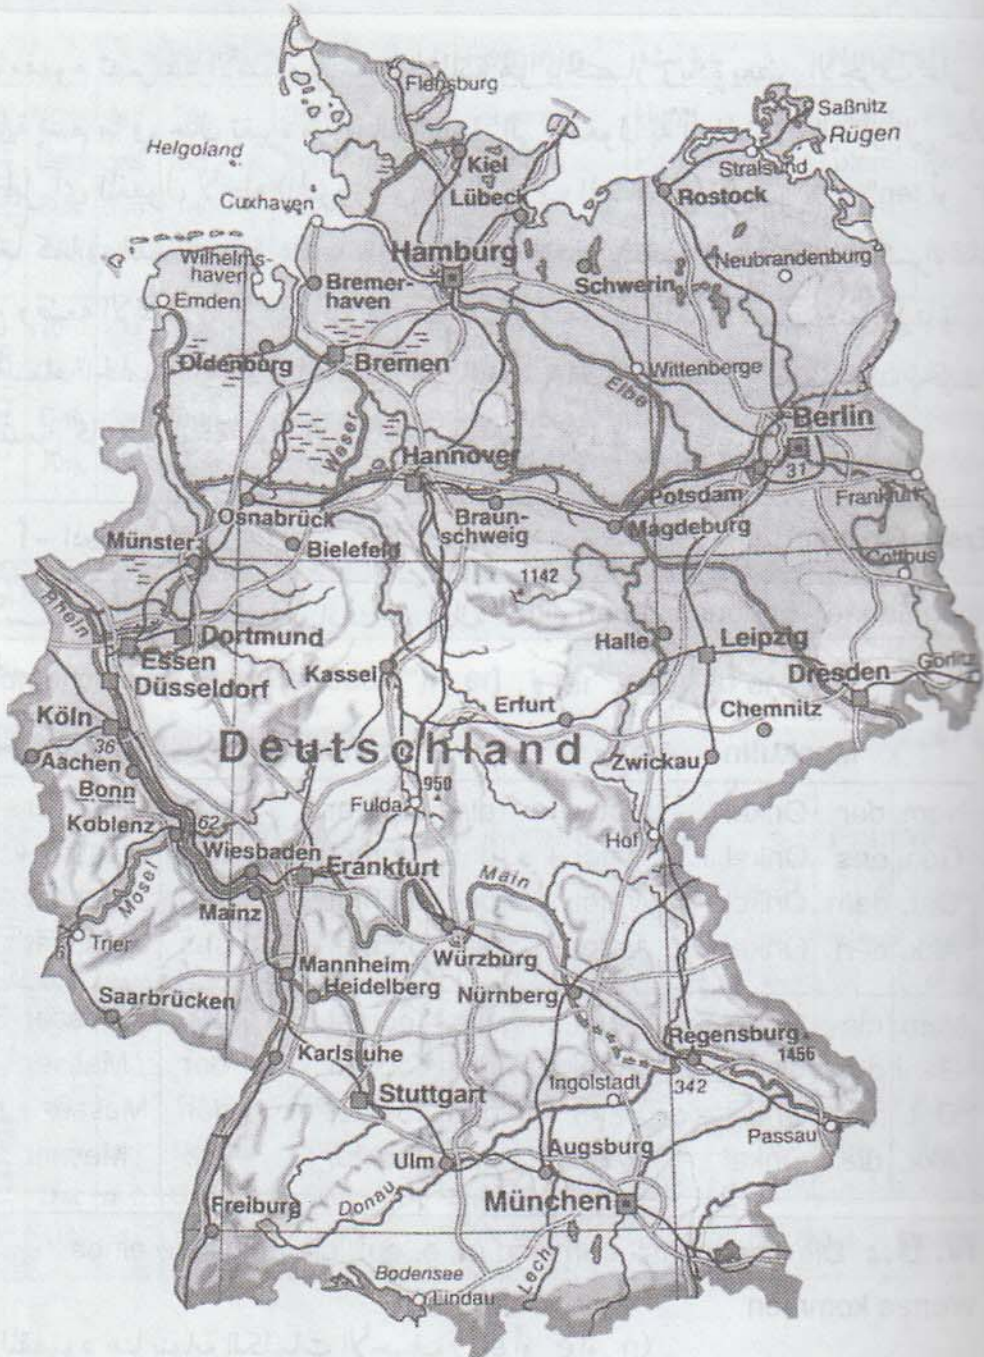 Flensburg
Saßnitz
Rügen
Helgoland
Kiel
Stralsund
Cuxhaven
Lübeck
Rostock
Hamburg
Wilhelms-
haven
Bremer-
haven
Schwerin
Neubrandenburg
Emden
Oldenburg
Bremen
Wittenberge
Elbe
Berlin
Weser
Hannover
31
Potsdam
Frankfurt
Osnabrück
Braun-
schweig
Magdeburg
Münster
Bielefeld
Cottbus
1142
Rhein
Dortmund
Halle
Leipzig
Essen
Kassel
Dresden
Görlitz
Düsseldorf
Erfurt
Chemnitz
Köln
36
Deutschland
Aachen
Zwickau
Bonn
950
Fulda
Koblenz
62
Hof
Wiesbaden
Frankfurt
Main
Mosel
Mainz
Trier
Würzburg
Mannheim
Heidelberg
Nürnberg
Saarbrücken
Regensburg
1456
Karlsruhe
Ingolstadt
342
Stuttgart
Passau
Ulm
Augsburg
Donau
München
Freiburg
Bodensee
Lech
Lindau